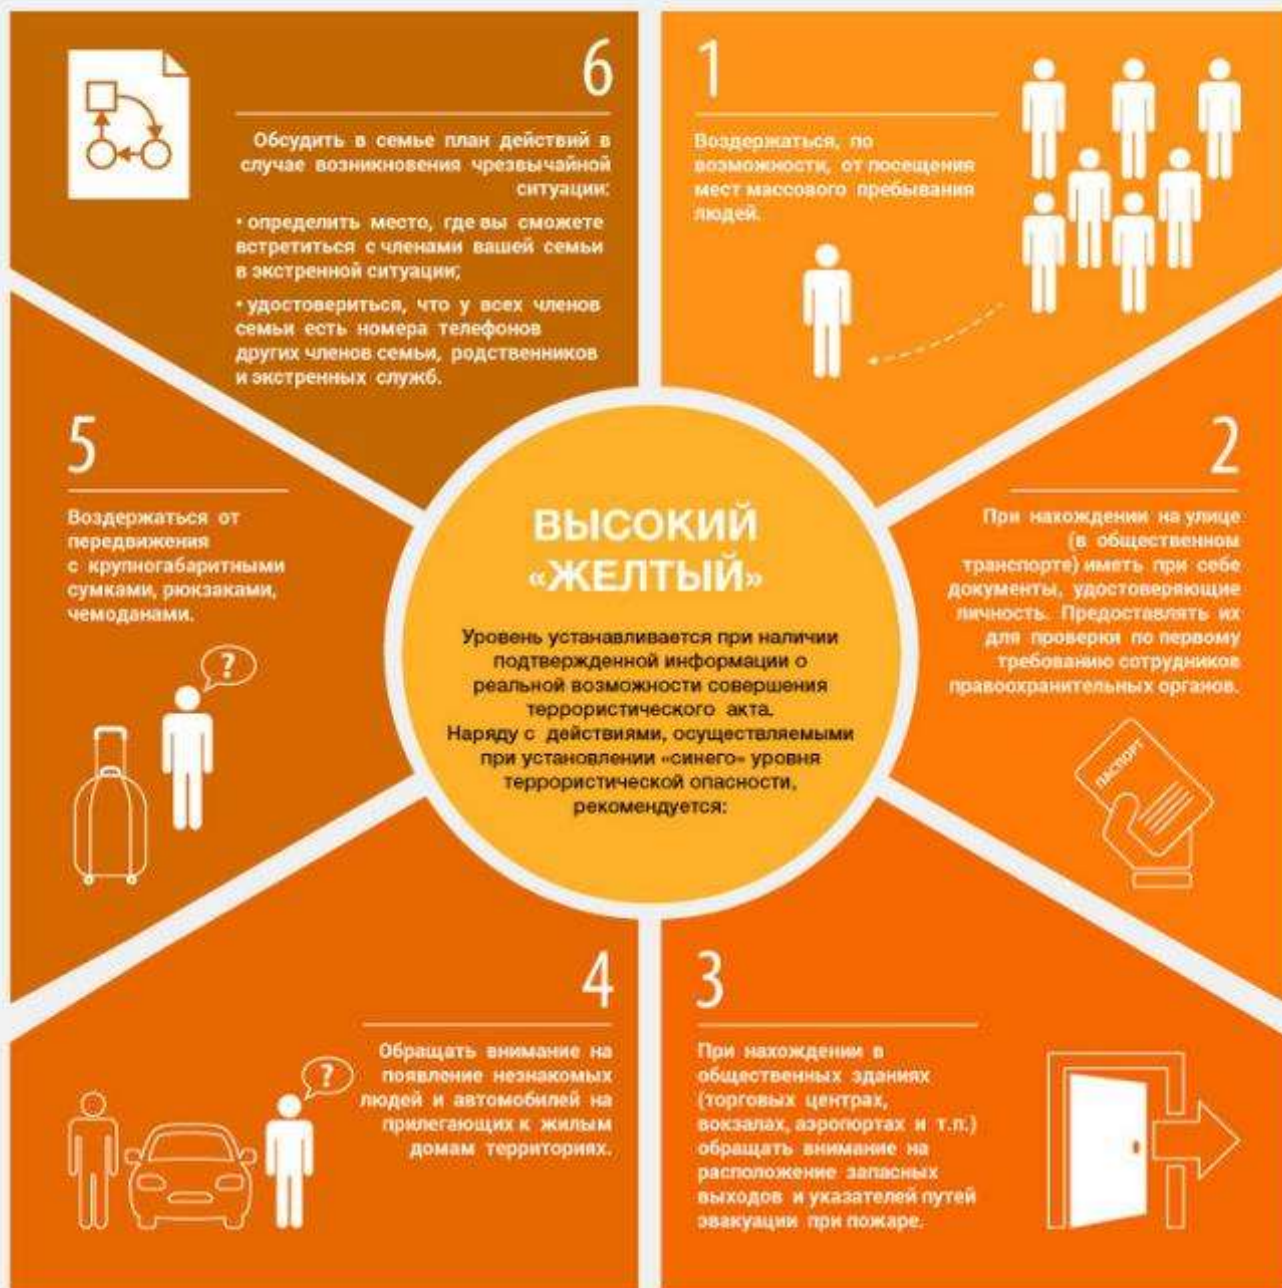 ВЫСОКИЙ
«ЖЕЛТЫЙ»
Уровень устанавливается при наличии
подтвержденной информации о
реальной возможности совершения
террористического акта.
Наряду с действиями, осуществляемыми
при установлении «синего» уровня
террористической опасности,
рекомендуется:
1
Воздержаться, по
возможности, от посещения
мест массового пребывания
людей.
2
При нахождении на улице
(в общественном
транспорте) иметь при себе
документы, удостоверяющие
личность. Предоставлять их
для проверки по первому
требованию сотрудников
правоохранительных органов.
ПАСПОРТ
3
При нахождении в
общественных зданиях
(торговых центрах,
вокзалах, аэропортах и т.п.)
обращать внимание на
расположение запасных
выходов и указателей путей
эвакуации при пожаре.
4
Обращать внимание на
появление незнакомых
людей и автомобилей на
прилегающих к жилым
домам территориях.
?
5
Воздержаться от
передвижения
с крупногабаритными
сумками, рюкзаками,
чемоданами.
?
6
Обсудить в семье план действий в
случае возникновения чрезвычайной
ситуации:
• определить место, где вы сможете
встретиться с членами вашей семьи
в экстренной ситуации;
• удостовериться, что у всех членов
семьи есть номера телефонов
других членов семьи, родственников
и экстренных служб.